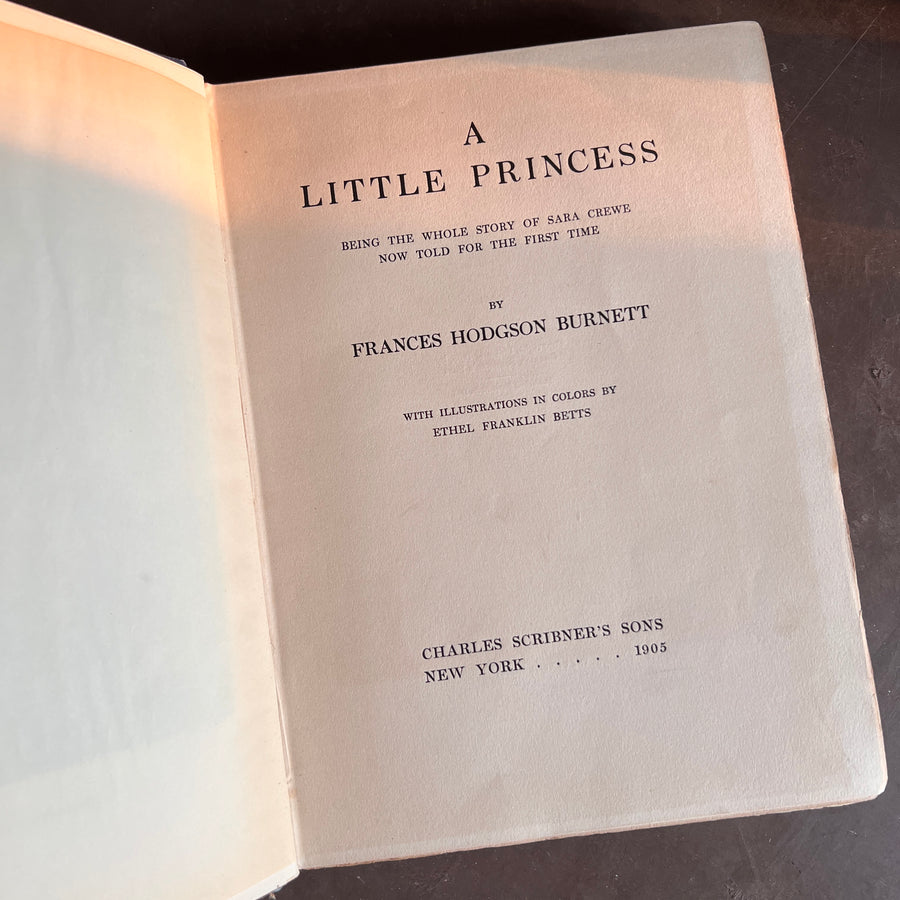 A
LITTLE PRINCESS
BEING THE WHOLE STORY OF SARA CREWE
NOW TOLD FOR THE FIRST TIME
BY
FRANCES HODGSON BURNETT
WITH ILLUSTRATIONS IN COLORS BY
ETHEL FRANKLIN BETTS
CHARLES SCRIBNER'S SONS
NEW YORK . . . . . 1905